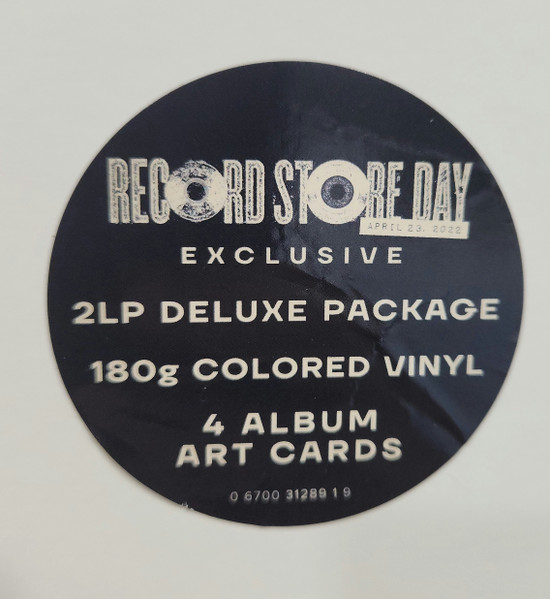 RECORD STORE DAY
APRIL 23, 2022
EXCLUSIVE
2LP DELUXE PACKAGE
180g COLORED VINYL
4 ALBUM
ART CARDS
0 6700 31289 1 9